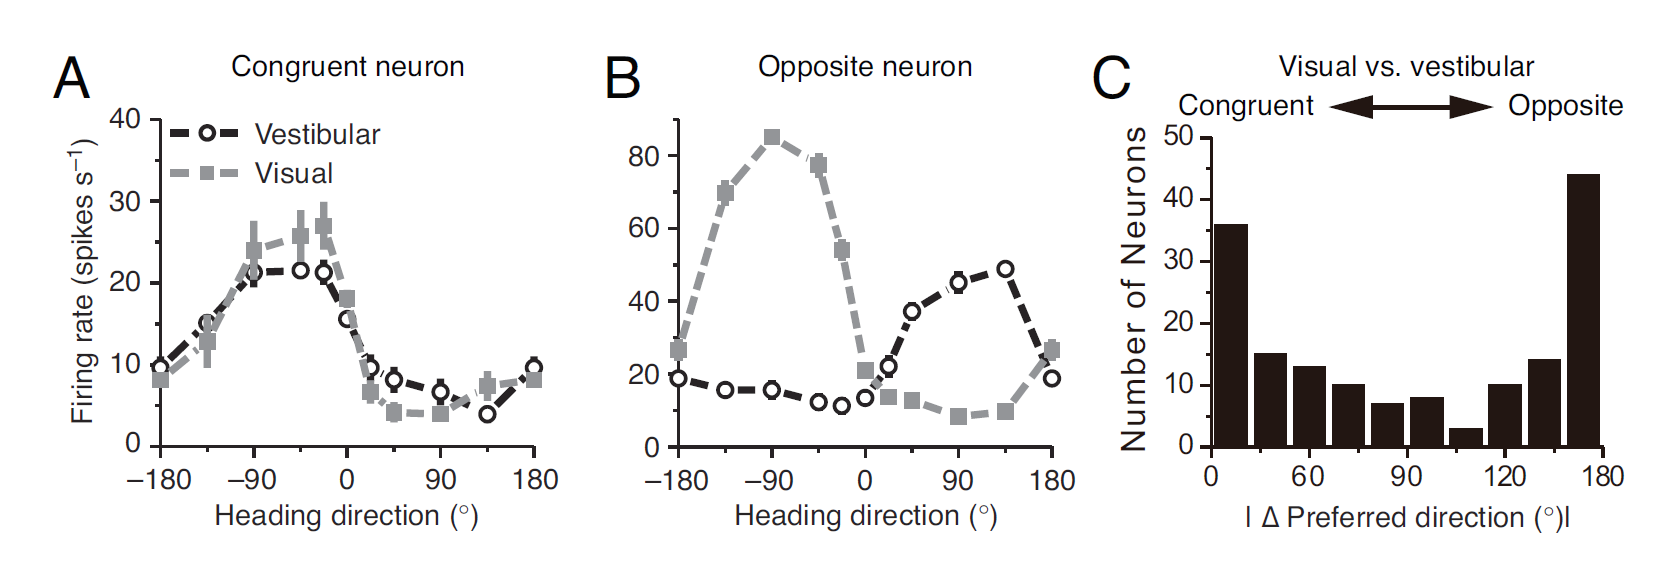 A
Congruent neuron
Firing rate (spikes s⁻¹)
40
30
20
10
0
Vestibular
Visual
−180
−90
0
90
180
Heading direction (°)
B
Opposite neuron
80
60
40
20
0
−180
−90
0
90
180
Heading direction (°)
C
Visual vs. vestibular
Congruent
Opposite
Number of Neurons
50
40
30
20
10
0
0
60
90
120
180
| Δ Preferred direction (°)|